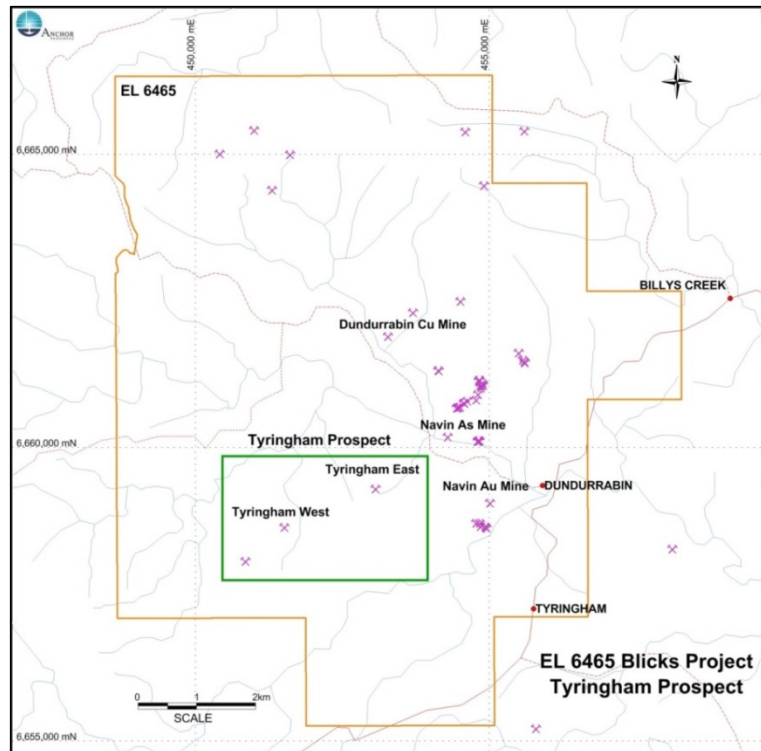 ANCHOR
450,000 mE
455,000 mE
N
EL 6465
6,665,000 mN
BILLYS CREEK
Dundurrabin Cu Mine
Navin As Mine
6,660,000 mN
Tyringham Prospect
Tyringham East
Navin Au Mine
DUNDURRABIN
Tyringham West
TYRINGHAM
EL 6465 Blicks Project
Tyringham Prospect
0 1 2km
SCALE
6,655,000 mN